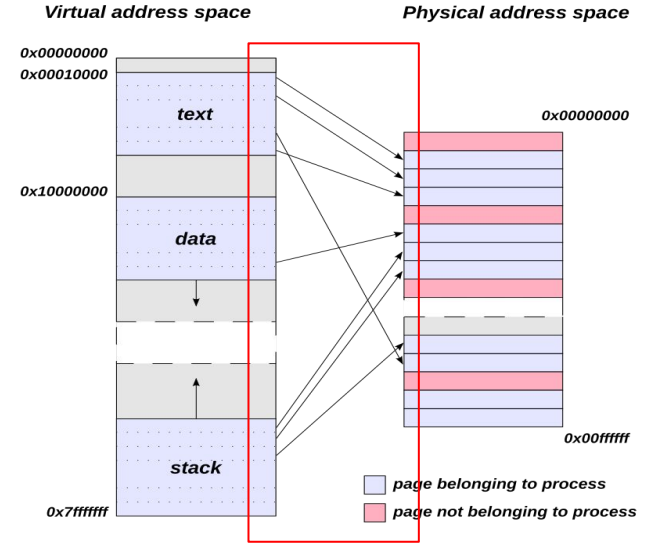 Virtual address space
Physical address space
0x00000000
0x00010000
text
0x10000000
data
stack
0x7fffffff
0x00000000
0x00ffffff
page belonging to process
page not belonging to process